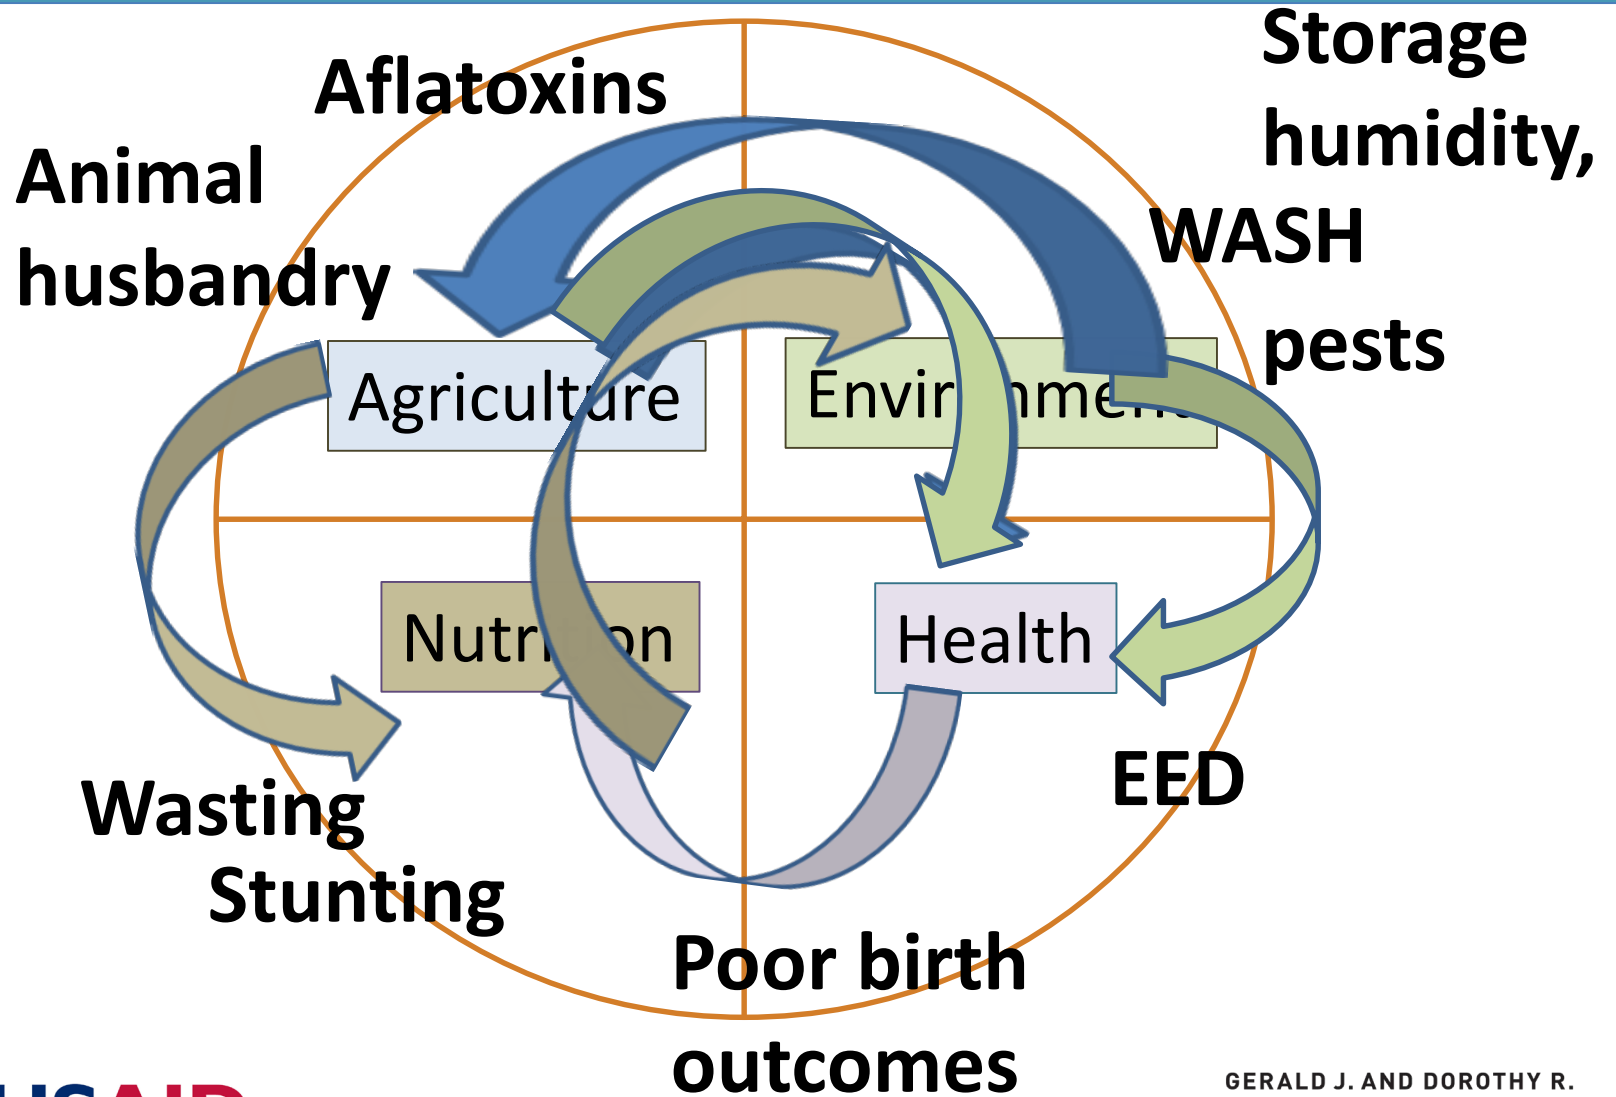 Storage
humidity,
WASH
pests
Aflatoxins
Animal
husbandry
Agriculture
Environment
Nutrition
Health
EED
Wasting
Stunting
Poor birth
outcomes
USAID
GERALD J. AND DOROTHY R.